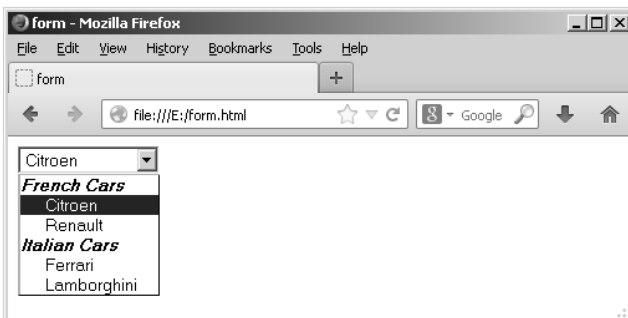 form - Mozilla Firefox
File Edit View History Bookmarks Tools Help
form +
file:///E:/form.html 8 Google
Citroen
French Cars
Citroen
Renault
Italian Cars
Ferrari
Lamborghini